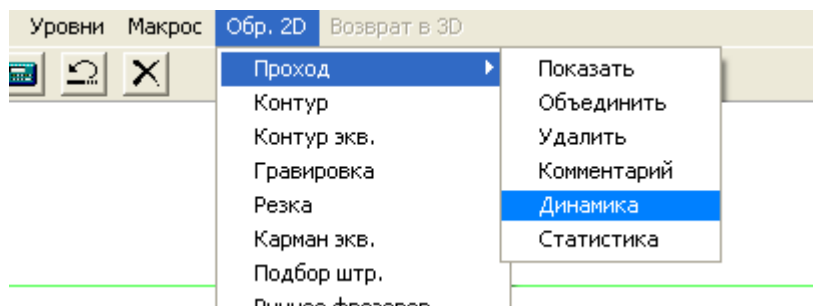 Уровни Макрос Обр. 2D Возврат в 3D
Проход
Контур
Контур экв.
Гравировка
Резка
Карман экв.
Подбор штр.
Показать
Объединить
Удалить
Комментарий
Динамика
Статистика